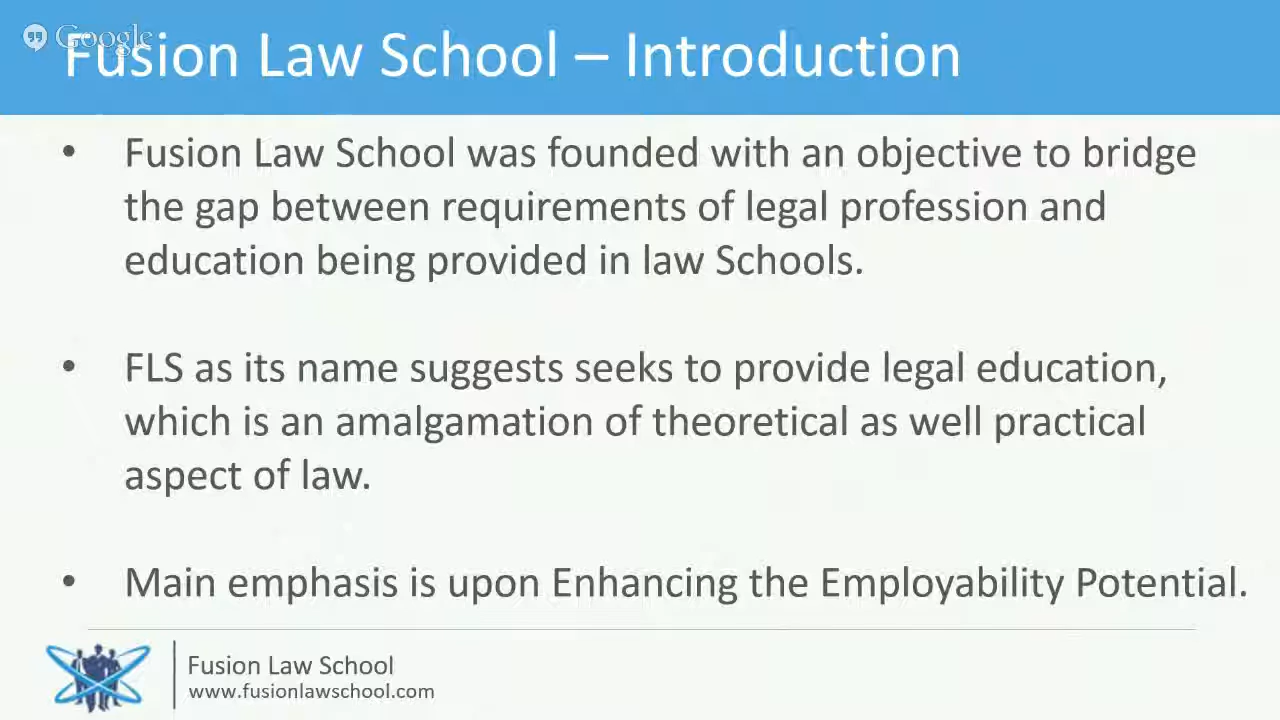 Google
Fusion Law School – Introduction
• Fusion Law School was founded with an objective to bridge
the gap between requirements of legal profession and
education being provided in law Schools.
• FLS as its name suggests seeks to provide legal education,
which is an amalgamation of theoretical as well practical
aspect of law.
• Main emphasis is upon Enhancing the Employability Potential.
Fusion Law School
www.fusionlawschool.com